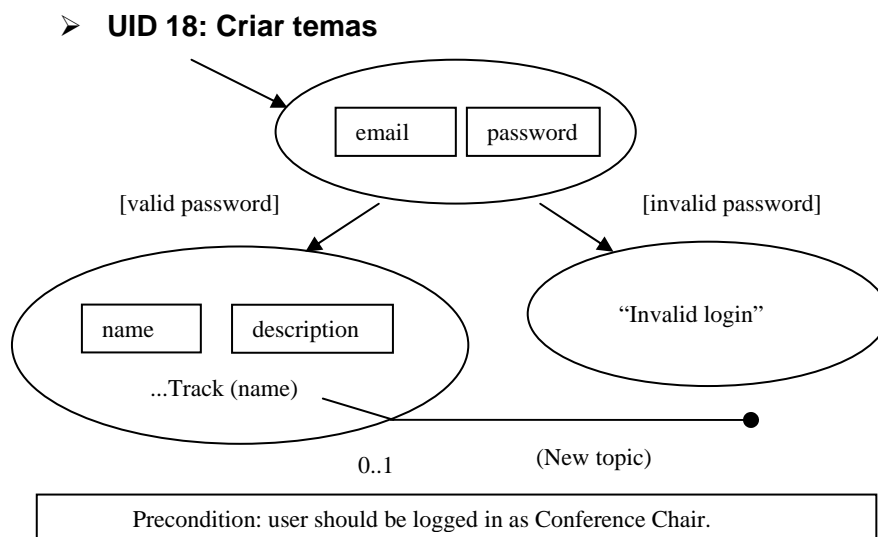 ➢ UID 18: Criar temas
email password
[valid password] [invalid password]
name description
“Invalid login”
...Track (name)
(New topic)
0..1
Precondition: user should be logged in as Conference Chair.